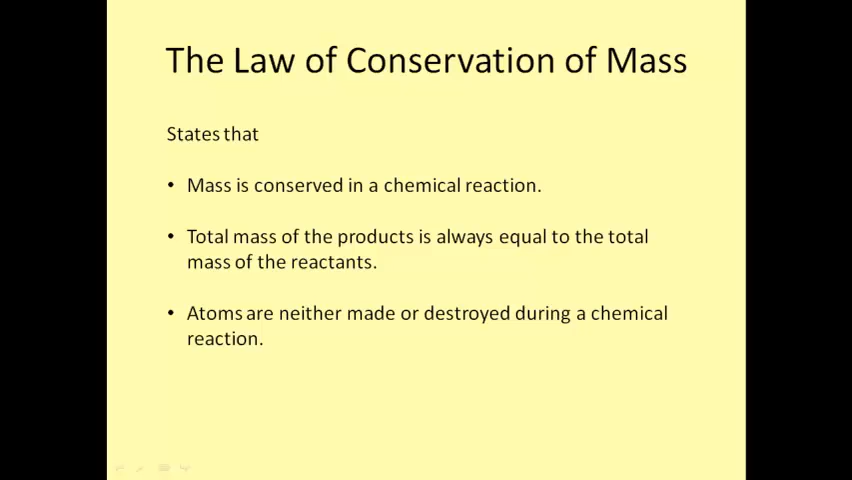 The Law of Conservation of Mass
States that
• Mass is conserved in a chemical reaction.
• Total mass of the products is always equal to the total
mass of the reactants.
• Atoms are neither made or destroyed during a chemical
reaction.